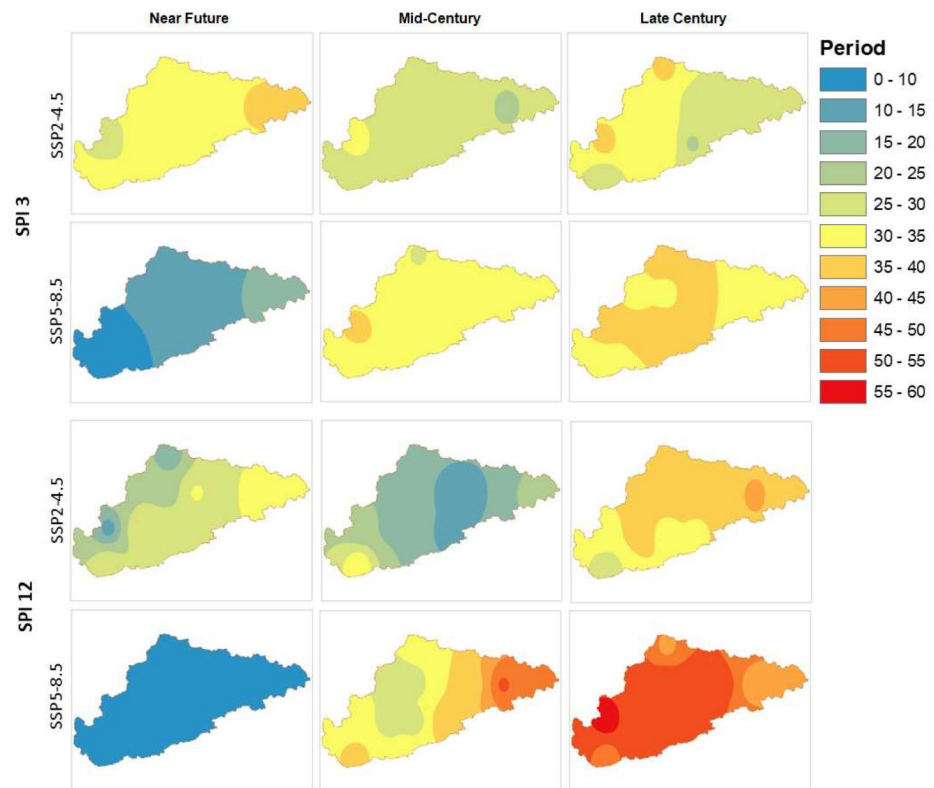 Near Future
Mid-Century
Late Century
Period
0 - 10
10 - 15
15 - 20
20 - 25
25 - 30
30 - 35
35 - 40
40 - 45
45 - 50
50 - 55
55 - 60
SPI 3
SSP2-4.5
SSP5-8.5
SPI 12
SSP2-4.5
SSP5-8.5